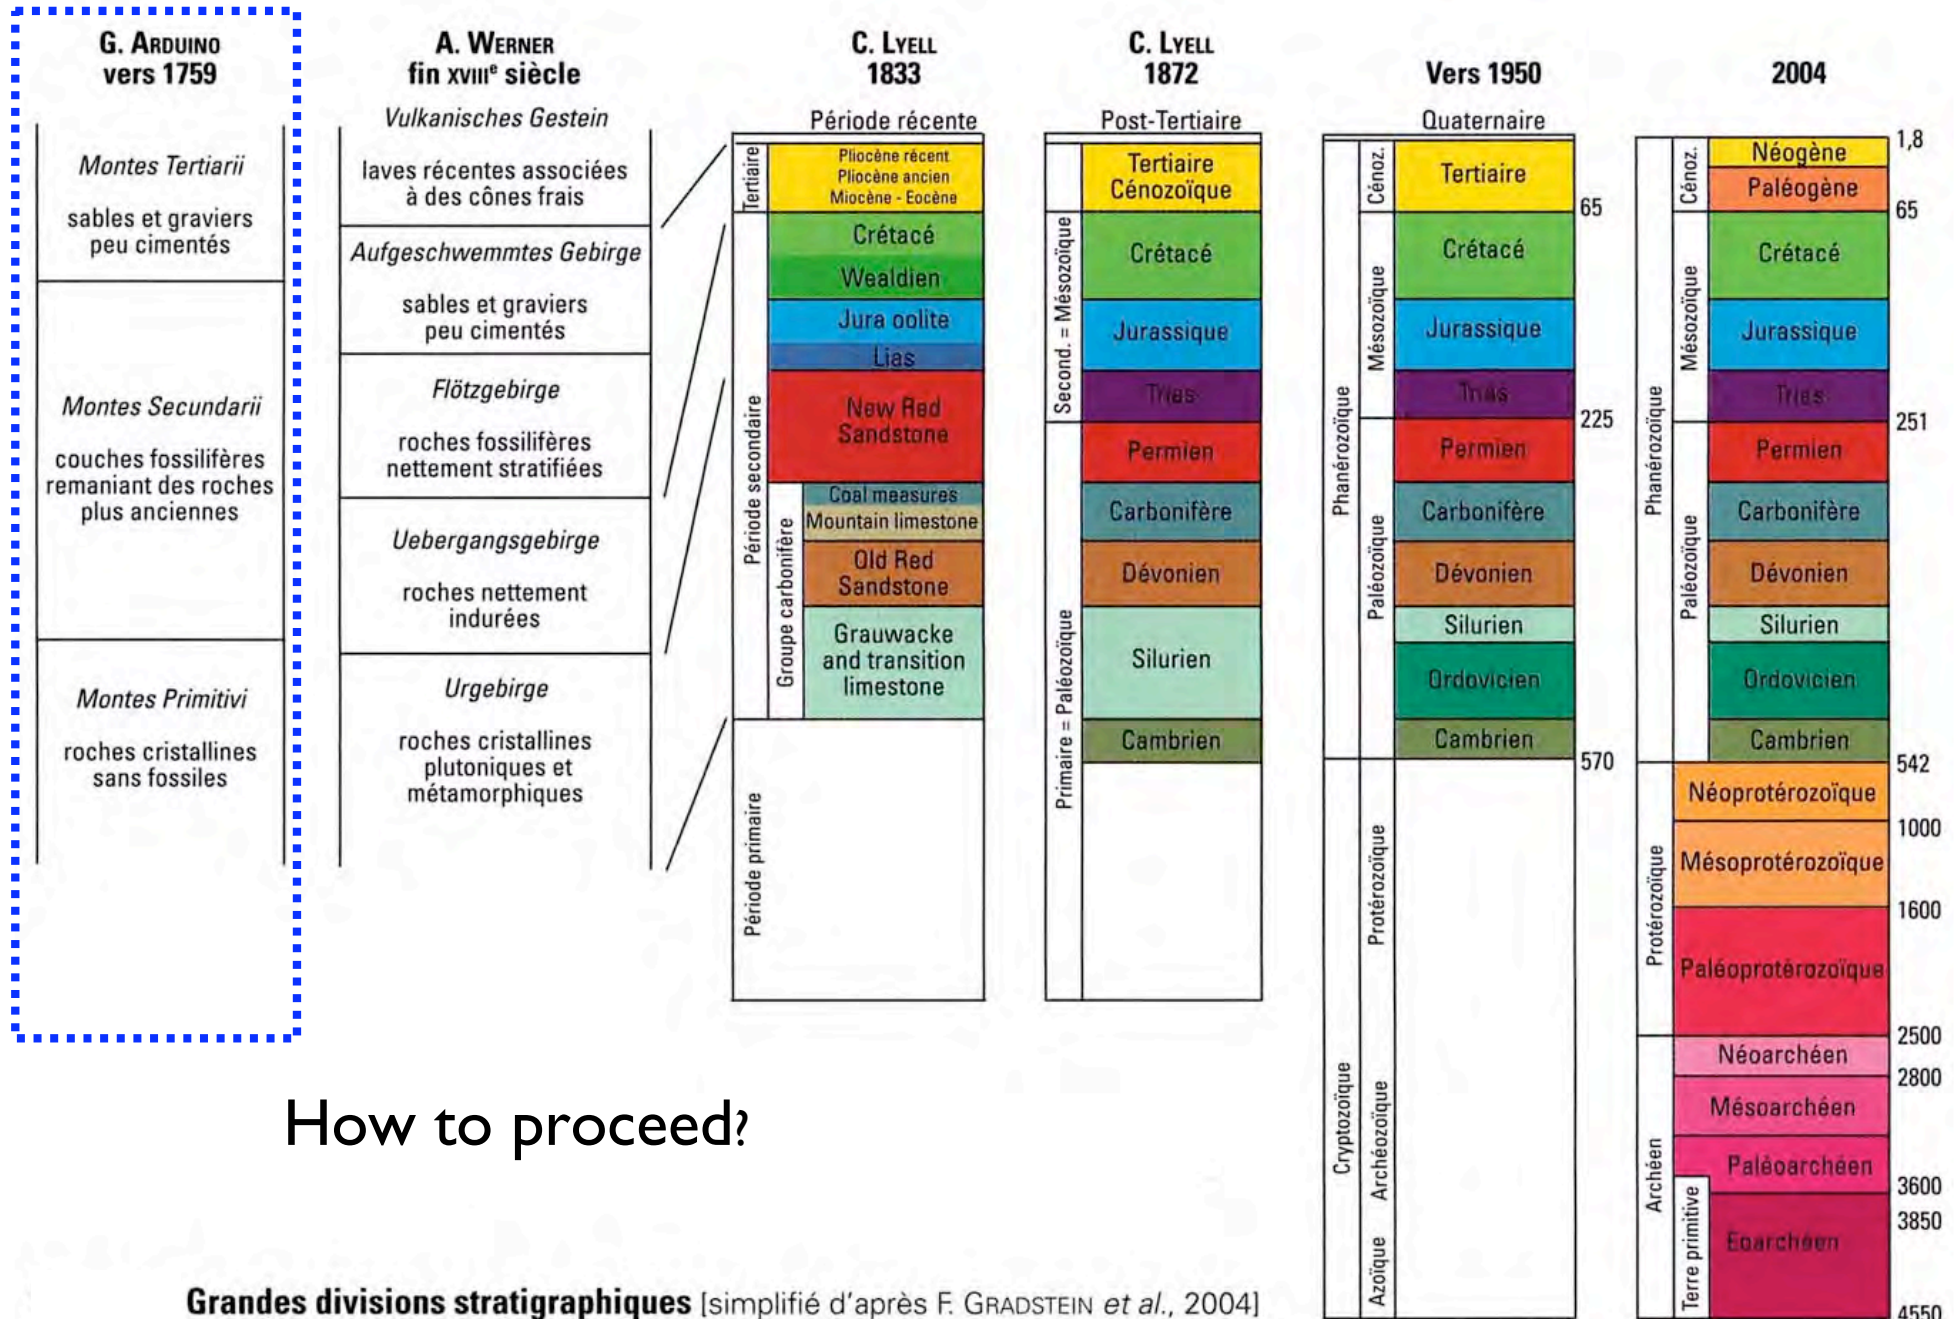 G. ARDUINO
vers 1759
Montes Tertiarii
sables et graviers
peu cimentés
Montes Secundarii
couches fossilifères
remaniant des roches
plus anciennes
Montes Primitivi
roches cristallines
sans fossiles
A. WERNER
fin XVIIIe siècle
Vulkanisches Gestein
laves récentes associées
à des cônes frais
Aufgeschwemmtes Gebirge
sables et graviers
peu cimentés
Flötzgebirge
roches fossilifères
nettement stratifiées
Uebergangsgebirge
roches nettement
indurées
Urgebirge
roches cristallines
plutoniques et
métamorphiques
C. LYELL
1833
Période récente
Tertiaire
Pliocène récent
Pliocène ancien
Miocène - Eocène
Période secondaire
Crétacé
Wealdien
Jura oolite
Lias
New Red
Sandstone
Groupe carbonifère
Coal measures
Mountain limestone
Old Red
Sandstone
Grauwacke
and transition
limestone
Période primaire
C. LYELL
1872
Post-Tertiaire
Tertiaire
Cénozoïque
Second. = Mésozoïque
Crétacé
Jurassique
Trias
Primaire = Paléozoïque
Permien
Carbonifère
Dévonien
Silurien
Cambrien
Vers 1950
Quaternaire
Phanérozoïque
Cénoz.
Tertiaire
65
Mésozoïque
Crétacé
Jurassique
Trias
225
Paléozoïque
Permien
Carbonifère
Dévonien
Silurien
Ordovicien
Cambrien
570
Cryptozoïque
Protérozoïque
Archéozoïque
Azoïque
2004
1,8
Phanérozoïque
Cénoz.
Néogène
Paléogène
65
Mésozoïque
Crétacé
Jurassique
Trias
251
Paléozoïque
Permien
Carbonifère
Dévonien
Silurien
Ordovicien
Cambrien
542
Protérozoïque
Néoprotérozoïque
1000
Mésoprotérozoïque
1600
Paléoprotérozoïque
2500
Archéen
Néoarchéen
2800
Mésoarchéen
Paléoarchéen
3600
3850
Terre primitive
Eoarchéen
4550
How to proceed?
Grandes divisions stratigraphiques [simplifié d'après F. GRADSTEIN et al., 2004]